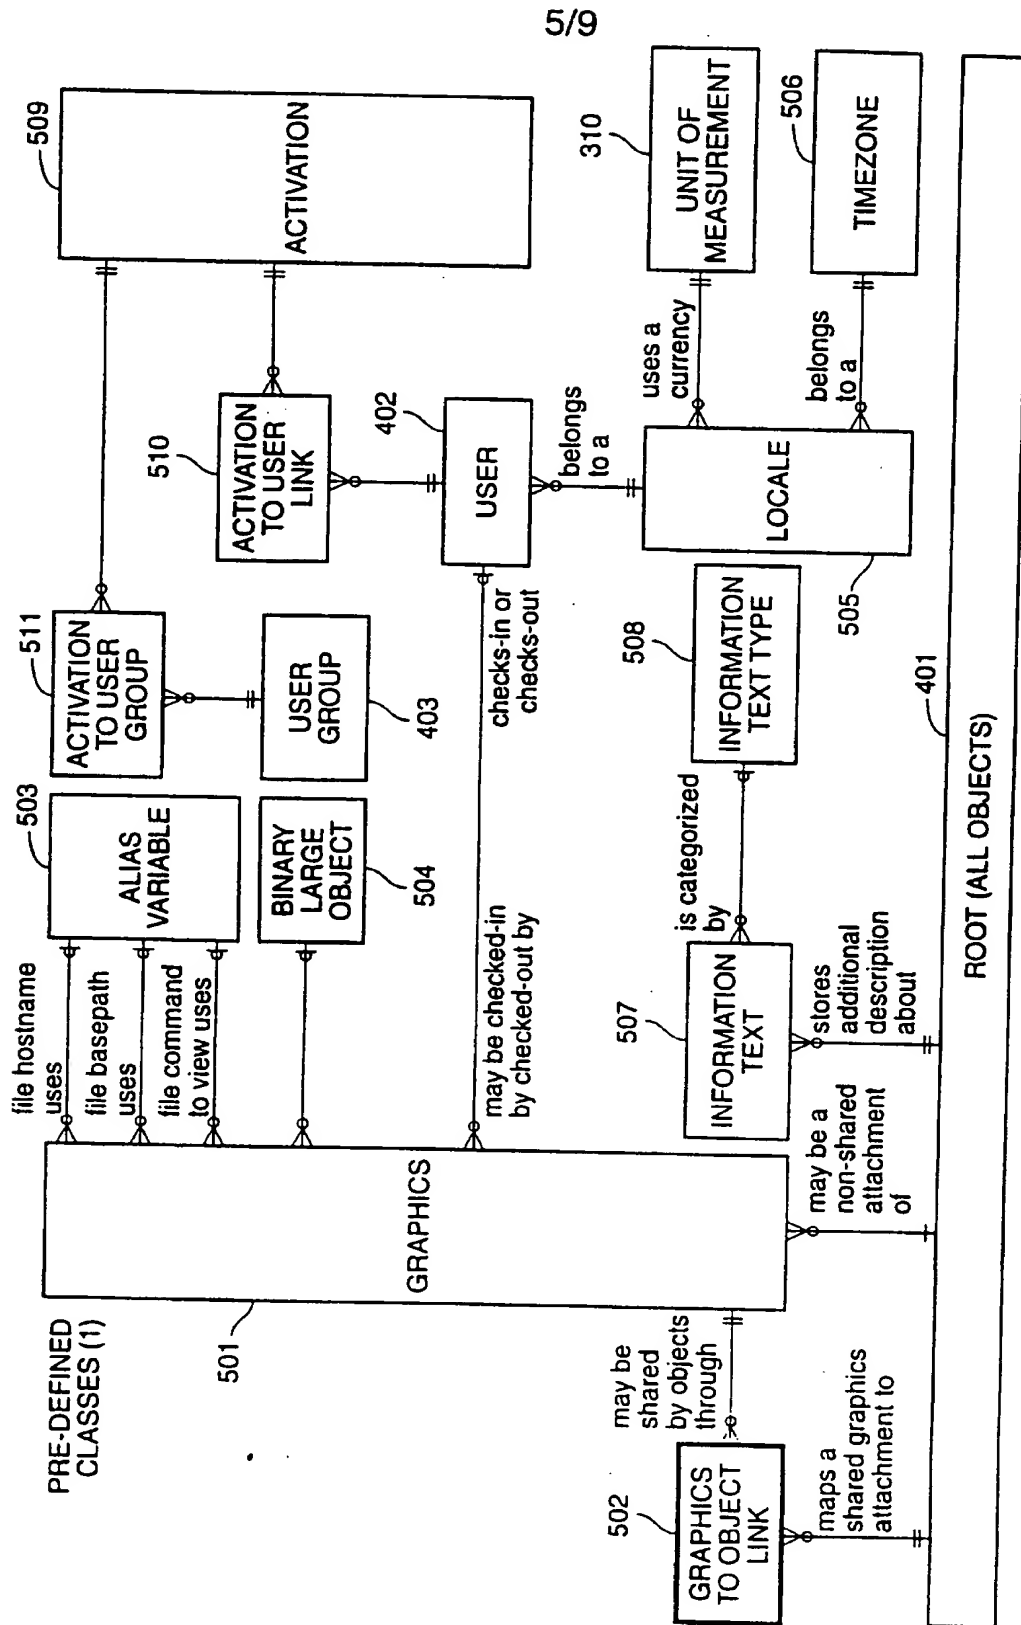 5/9
PRE-DEFINED
CLASSES (1)
file hostname
uses
file basepath
uses
file command
to view uses
503
ALIAS
VARIABLE
511
ACTIVATION
TO USER
GROUP
509
ACTIVATION
BINARY
LARGE
OBJECT
504
USER
GROUP
403
510
ACTIVATION
TO USER
LINK
501
GRAPHICS
may be checked-in
by checked-out by
checks-in or
checks-out
402
USER
belongs
to a
310
UNIT OF
MEASUREMENT
uses a
currency
506
TIMEZONE
belongs
to a
LOCALE
505
508
INFORMATION
TEXT TYPE
is categorized
by
507
INFORMATION
TEXT
stores
additional
description
about
may be a
non-shared
attachment
of
may be
shared
by objects
through
502
GRAPHICS
TO OBJECT
LINK
maps a
shared graphics
attachment to
401
ROOT (ALL OBJECTS)